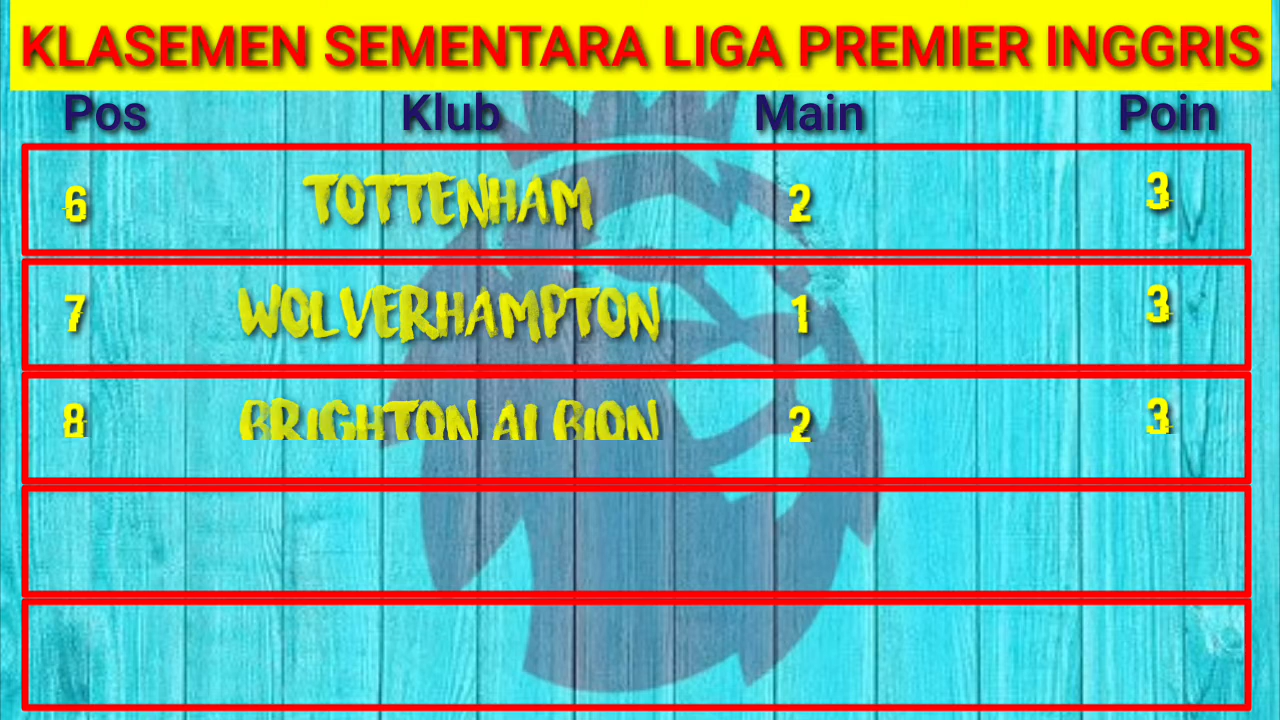 KLASEMEN SEMENTARA LIGA PREMIER INGGRIS
Pos Klub Main Poin
6 TOTTENHAM 2 3
7 WOLVERHAMPTON 1 3
8 BRIGHTON ALBION 2 3